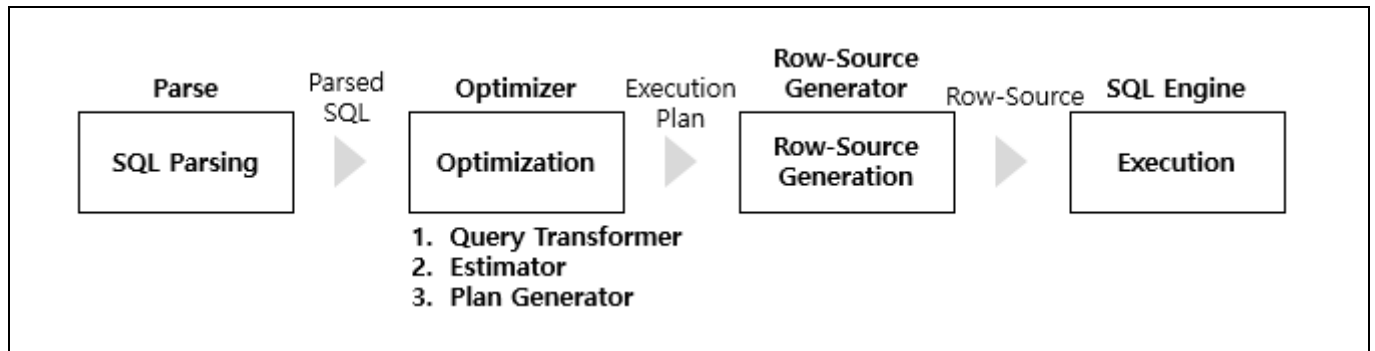 Parse
SQL Parsing
Parsed
SQL
Optimizer
Optimization
1. Query Transformer
2. Estimator
3. Plan Generator
Execution
Plan
Row-Source
Generator
Row-Source
Generation
Row-Source
SQL Engine
Execution